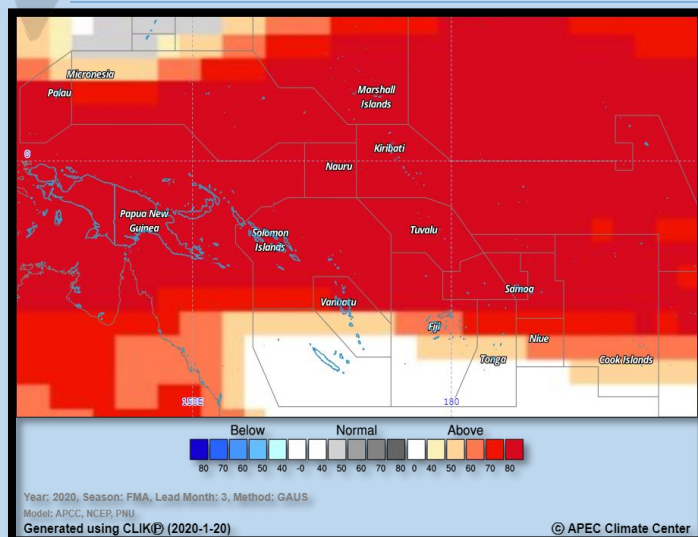 Micronesia
Palau
Marshall
Islands
0
Kiribati
Nauru
Papua New
Guinea
Solomon
Islands
Tuvalu
Samoa
Vanuatu
Fiji
Niue
Tonga
Cook Islands
150E
180
Below Normal Above
80 70 60 50 40 -0 40 50 60 70 80 0 40 50 60 70 80
Year: 2020, Season: FMA, Lead Month: 3, Method: GAUS
Model: APCC, NCEP, PNU
Generated using CLIKⓅ (2020-1-20) © APEC Climate Center